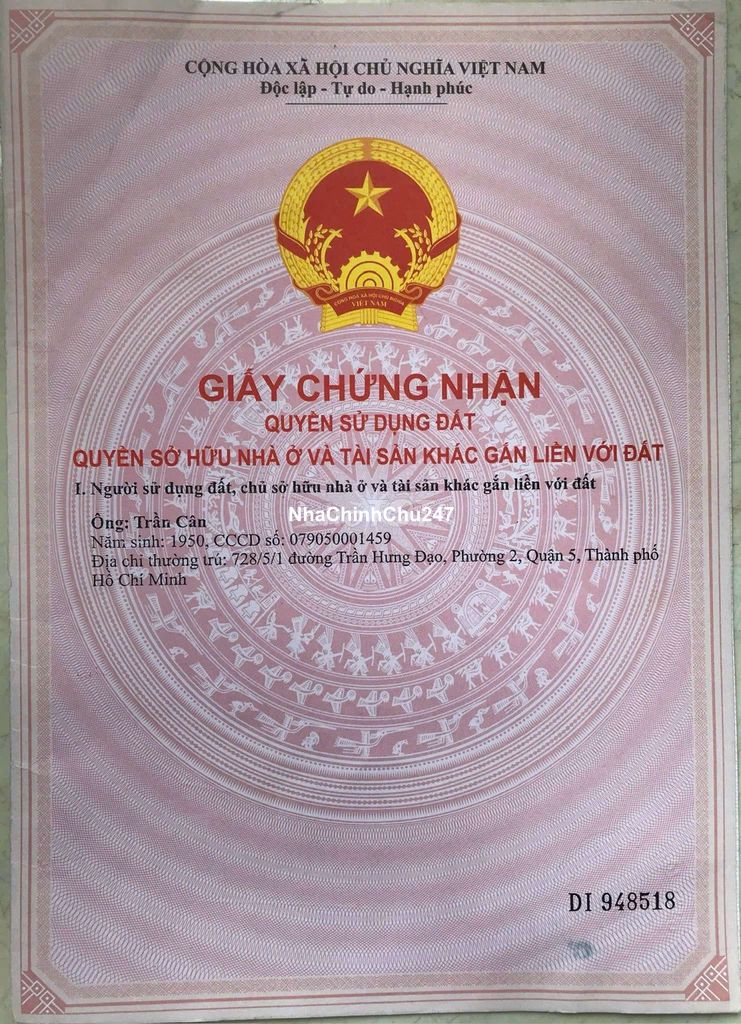 CỘNG HÒA XÃ HỘI CHỦ NGHĨA VIỆT NAM
Độc lập - Tự do - Hạnh phúc
CỘNG HÒA XÃ HỘI CHỦ NGHĨA
VIỆT NAM
GIẤY CHỨNG NHẬN
QUYỀN SỬ DỤNG ĐẤT
QUYỀN SỞ HỮU NHÀ Ở VÀ TÀI SẢN KHÁC GẮN LIỀN VỚI ĐẤT
I. Người sử dụng đất, chủ sở hữu nhà ở và tài sản khác gắn liền với đất
NhaChinhChu247
Ông: Trần Cân
Năm sinh: 1950, CCCD số: 079050001459
Địa chỉ thường trú: 728/5/1 đường Trần Hưng Đạo, Phường 2, Quận 5, Thành phố
Hồ Chí Minh
DI 948518